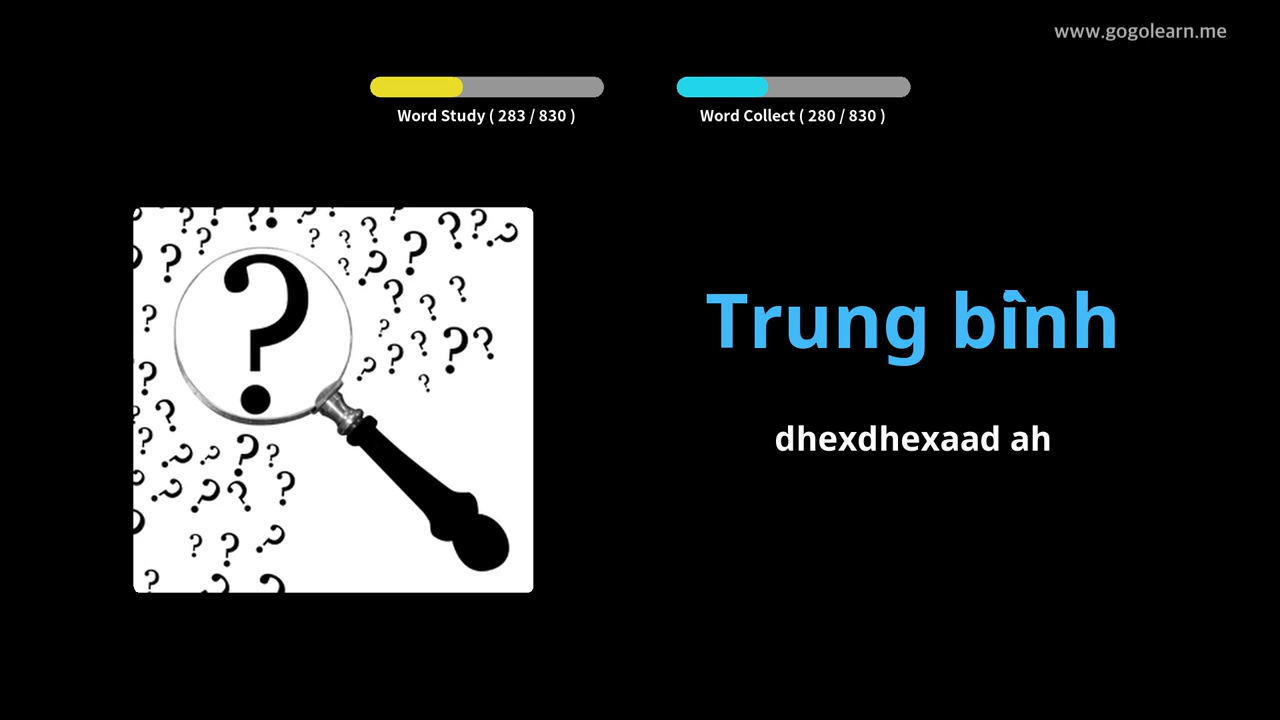 www.gogolearn.me
Word Study ( 283 / 830 )
Word Collect ( 280 / 830 )
Trung bình
dhexdhexaad ah